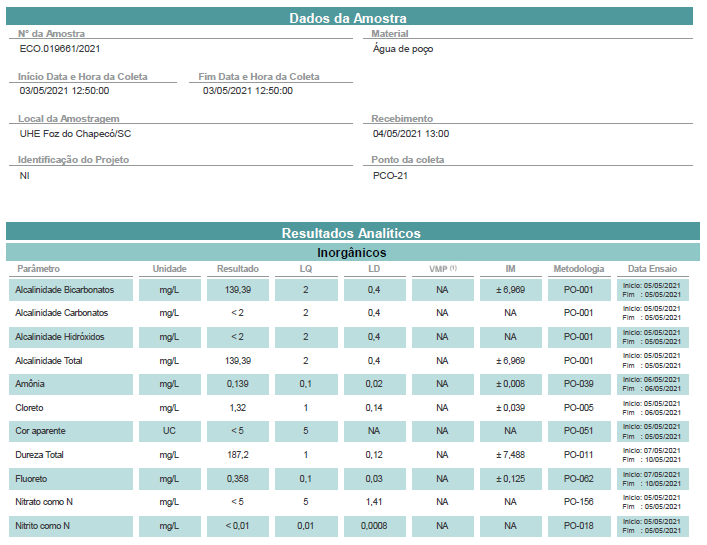 Dados da Amostra
Nº da Amostra Material
ECO.019661/2021 Água de poço
Início Data e Hora da Coleta Fim Data e Hora da Coleta
03/05/2021 12:50:00 03/05/2021 12:50:00
Local da Amostragem Recebimento
UHE Foz do Chapecó/SC 04/05/2021 13:00
Identificação do Projeto Ponto da coleta
NI PCO-21
Resultados Analíticos
Inorgânicos
Parâmetro Unidade Resultado LQ LD VMP (1) IM Metodologia Data Ensaio
Alcalinidade Bicarbonatos mg/L 139,39 2 0,4 NA ± 6,969 PO-001 Início: 05/05/2021
Fim : 05/05/2021
Alcalinidade Carbonatos mg/L < 2 2 0,4 NA NA PO-001 Início: 05/05/2021
Fim : 05/05/2021
Alcalinidade Hidróxidos mg/L < 2 2 0,4 NA NA PO-001 Início: 05/05/2021
Fim : 05/05/2021
Alcalinidade Total mg/L 139,39 2 0,4 NA ± 6,969 PO-001 Início: 05/05/2021
Fim : 05/05/2021
Amônia mg/L 0,139 0,1 0,02 NA ± 0,008 PO-039 Início: 06/05/2021
Fim : 06/05/2021
Cloreto mg/L 1,32 1 0,14 NA ± 0,039 PO-005 Início: 05/05/2021
Fim : 06/05/2021
Cor aparente UC < 5 5 NA NA NA PO-051 Início: 05/05/2021
Fim : 05/05/2021
Dureza Total mg/L 187,2 1 0,12 NA ± 7,488 PO-011 Início: 07/05/2021
Fim : 10/05/2021
Fluoreto mg/L 0,358 0,1 0,03 NA ± 0,125 PO-062 Início: 07/05/2021
Fim : 10/05/2021
Nitrato como N mg/L < 5 5 1,41 NA NA PO-156 Início: 05/05/2021
Fim : 05/05/2021
Nitrito como N mg/L < 0,01 0,01 0,0008 NA NA PO-018 Início: 05/05/2021
Fim : 05/05/2021